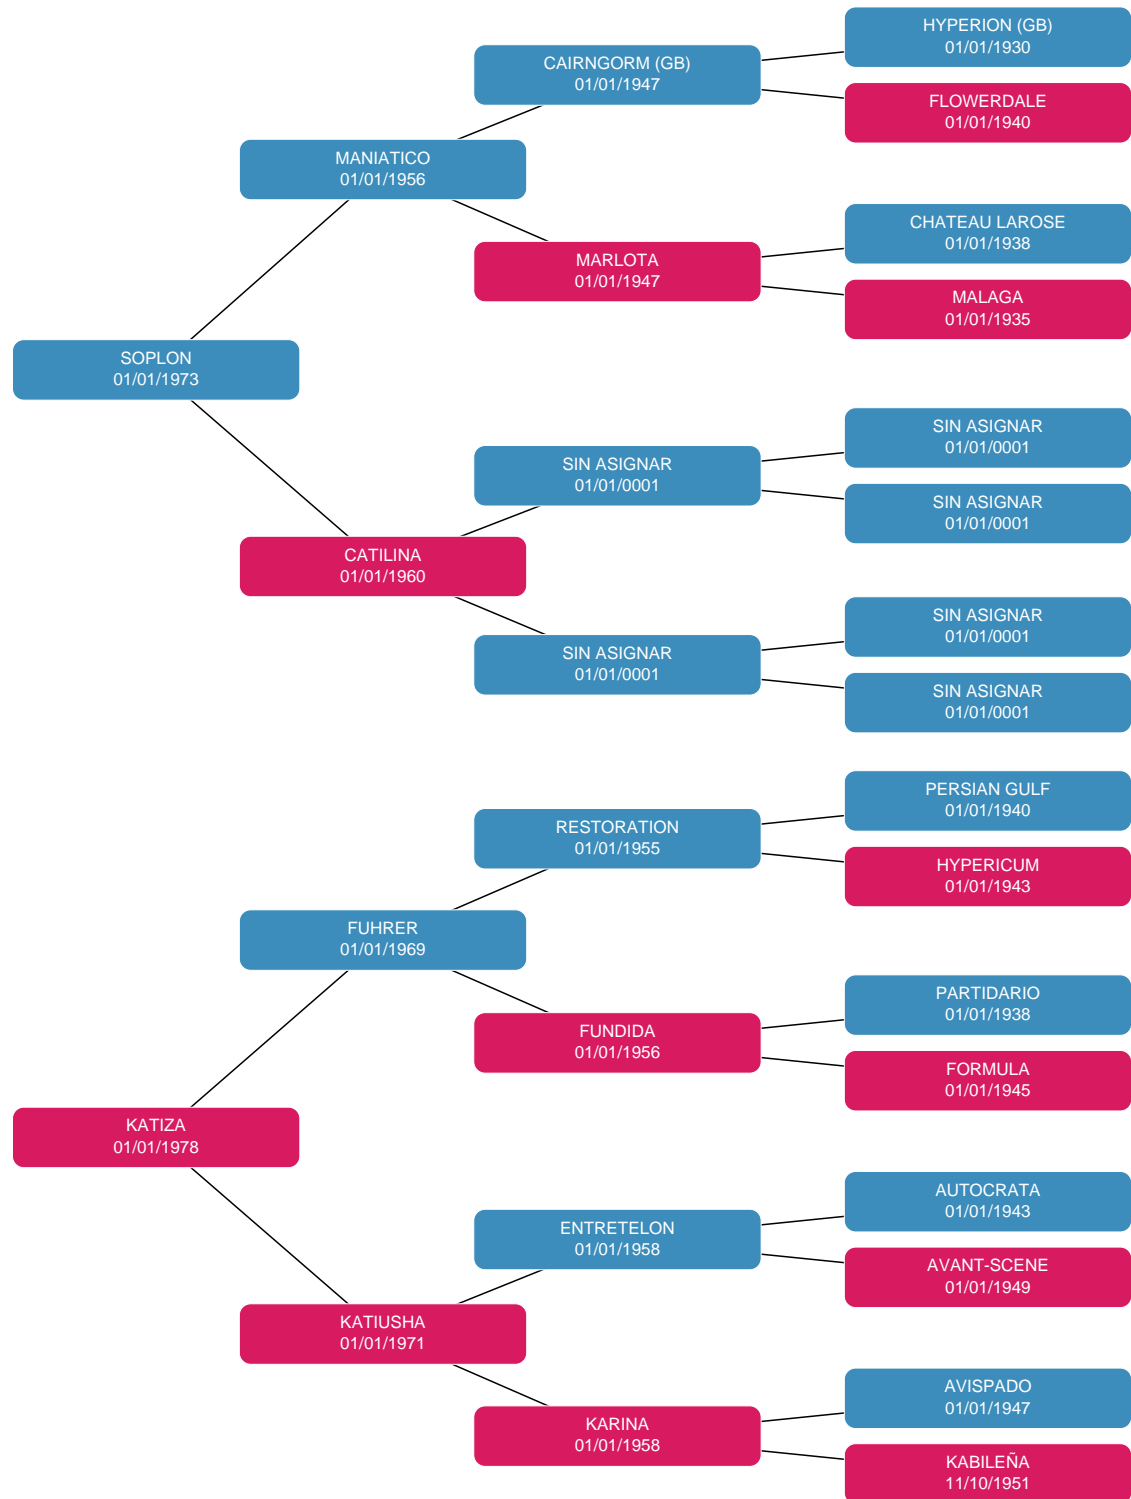 HYPERION (GB)
01/01/1930
CAIRNGORM (GB)
01/01/1947
FLOWERDALE
01/01/1940
MANIATICO
01/01/1956
CHATEAU LAROSE
01/01/1938
MARLOTA
01/01/1947
MALAGA
01/01/1935
SOPLON
01/01/1973
SIN ASIGNAR
01/01/0001
SIN ASIGNAR
01/01/0001
SIN ASIGNAR
01/01/0001
CATILINA
01/01/1960
SIN ASIGNAR
01/01/0001
SIN ASIGNAR
01/01/0001
SIN ASIGNAR
01/01/0001
PERSIAN GULF
01/01/1940
RESTORATION
01/01/1955
HYPERICUM
01/01/1943
FUHRER
01/01/1969
PARTIDARIO
01/01/1938
FUNDIDA
01/01/1956
FORMULA
01/01/1945
KATIZA
01/01/1978
AUTOCRATA
01/01/1943
ENTRETELON
01/01/1958
AVANT-SCENE
01/01/1949
KATIUSHA
01/01/1971
AVISPADO
01/01/1947
KARINA
01/01/1958
KABILEÑA
11/10/1951